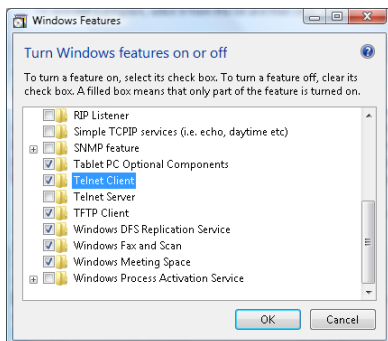 Windows Features
Turn Windows features on or off
To turn a feature on, select its check box. To turn a feature off, clear its
check box. A filled box means that only part of the feature is turned on.
RIP Listener
Simple TCPIP services (i.e. echo, daytime etc)
SNMP feature
Tablet PC Optional Components
Telnet Client
Telnet Server
TFTP Client
Windows DFS Replication Service
Windows Fax and Scan
Windows Meeting Space
Windows Process Activation Service
OK Cancel